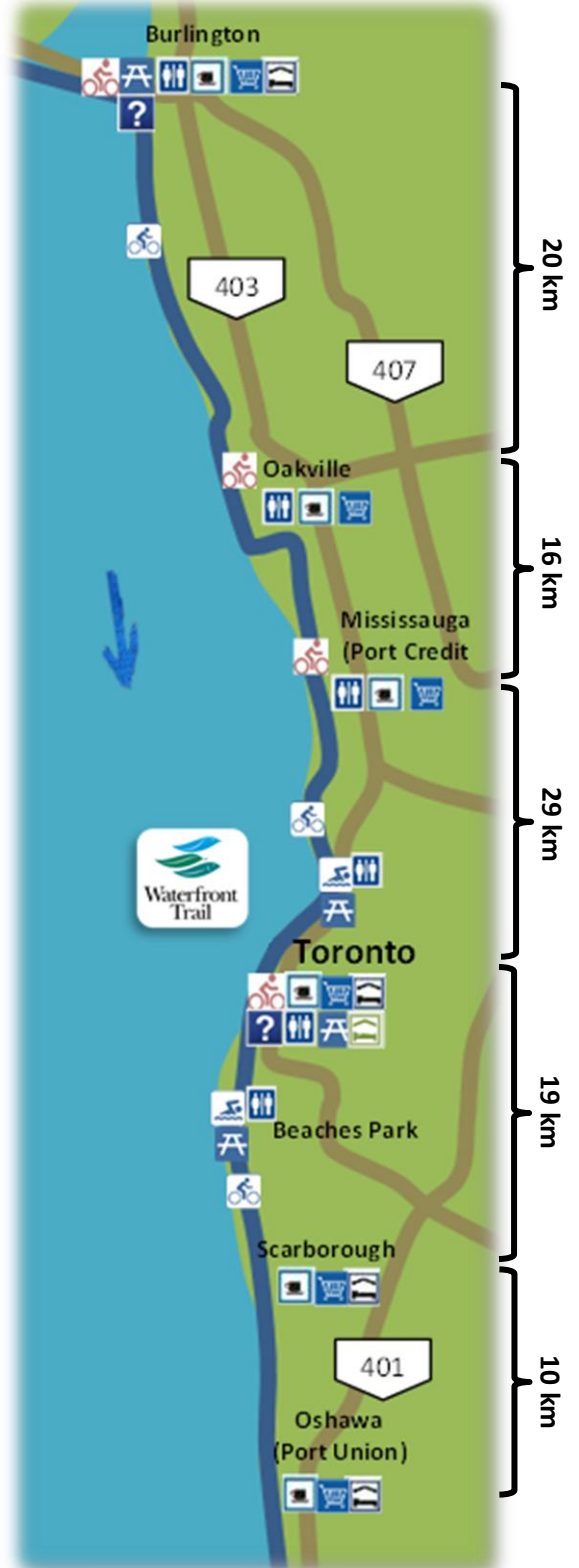 Burlington
?
20 km
403
407
Oakville
16 km
Mississauga
(Port Credit
29 km
Waterfront
Trail
Toronto
?
19 km
Beaches Park
Scarborough
401
10 km
Oshawa
(Port Union)